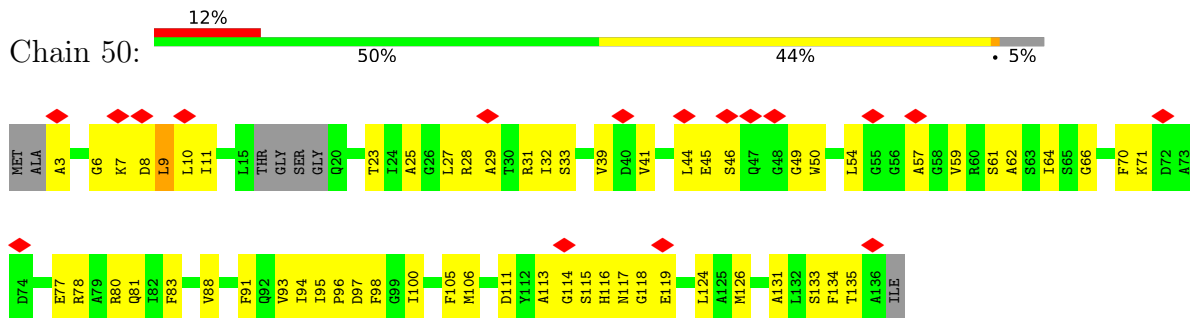 12%
Chain 50:
50% 44% • 5%
MET ALA A3 G6 K7 D8 L9 L10 I11 L15 THR GLY SER GLY Q20 T23 I24 A25 G26 L27 R28 A29 T30 R31 I32 S33 V39 D40 V41 L44 E45 S46 Q47 G48 G49 W50 L54 G55 G56 A57 G58 V59 R60 S61 A62 S63 I64 S65 G66 F70 K71 D72 A73
D74 E77 R78 A79 R80 Q81 I82 F83 V88 F91 Q92 V93 I94 I95 P96 D97 F98 G99 I100 F105 M106 D111 Y112 A113 G114 S115 H116 N117 G118 E119 L124 A125 M126 A131 L132 S133 F134 T135 A136 ILE